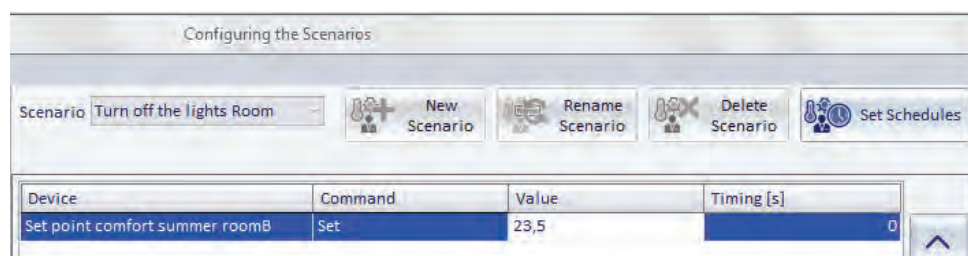 Configuring the Scenarios
Scenario Turn off the lights Room New Scenario Rename Scenario Delete Scenario Set Schedules
Device Command Value Timing [s]
Set point comfort summer roomB Set 23,5 0